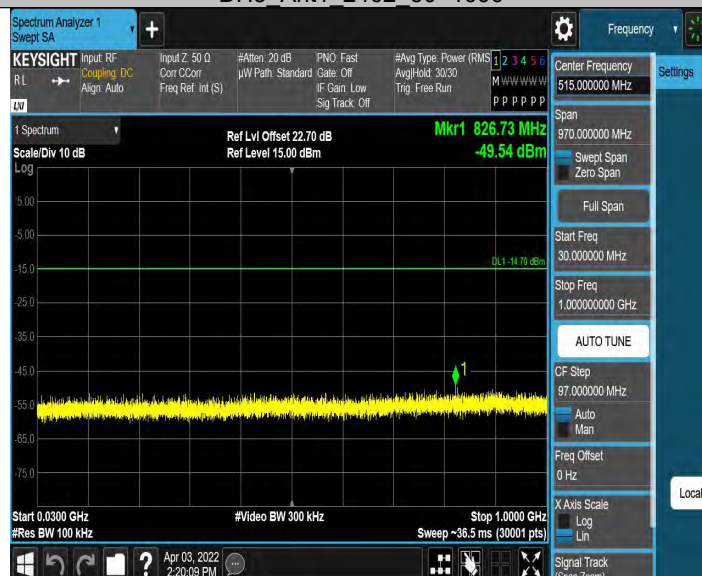 Spectrum Analyzer 1
Swept SA
+
Frequency
KEYSIGHT
RL
LXI
Input: RF
Coupling: DC
Align: Auto
Input Z: 50 Ω
Corr CCorr
Freq Ref: Int (S)
#Atten: 20 dB
µW Path: Standard
PNO: Fast
Gate: Off
IF Gain: Low
Sig Track: Off
#Avg Type: Power (RMS
Avg|Hold: 30/30
Trig: Free Run
1 2 3 4 5 6
M W W W W W
P P P P P P
1 Spectrum
Scale/Div 10 dB
Log
Ref Lvl Offset 22.70 dB
Ref Level 15.00 dBm
Mkr1 826.73 MHz
-49.54 dBm
5.00
-5.00
-15.0
-25.0
-35.0
-45.0
-55.0
-65.0
-75.0
DL1 -14.70 dBm
1
Start 0.0300 GHz
#Res BW 100 kHz
#Video BW 300 kHz
Stop 1.0000 GHz
Sweep ~36.5 ms (30001 pts)
?
Apr 03, 2022
2:20:09 PM
Center Frequency
515.000000 MHz
Span
970.000000 MHz
Swept Span
Zero Span
Full Span
Start Freq
30.000000 MHz
Stop Freq
1.000000000 GHz
AUTO TUNE
CF Step
97.000000 MHz
Auto
Man
Freq Offset
0 Hz
X Axis Scale
Log
Lin
Signal Track
(Span Zoom)
Settings
Local